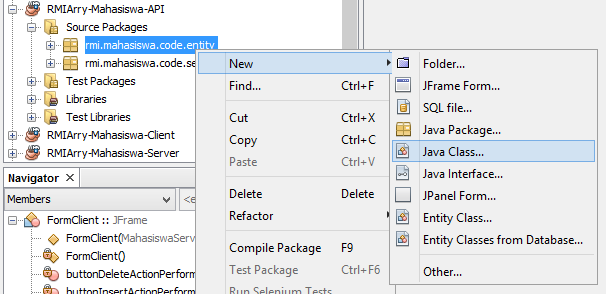 RMIArry-Mahasiswa-API
Source Packages
rmi.mahasiswa.code.entity
rmi.mahasiswa.code.se
Test Packages
Libraries
Test Libraries
RMIArry-Mahasiswa-Client
RMIArry-Mahasiswa-Server
Navigator
Members
<e
FormClient :: JFrame
FormClient(MahasiswaServ
FormClient()
buttonDeleteActionPerform
buttonInsertActionPerform
New
Find... Ctrl+F
Cut Ctrl+X
Copy Ctrl+C
Paste Ctrl+V
Delete Delete
Refactor
Compile Package F9
Test Package Ctrl+F6
Run Selenium Tests
Folder...
JFrame Form...
SQL file...
Java Package...
Java Class...
Java Interface...
JPanel Form...
Entity Class...
Entity Classes from Database...
Other...